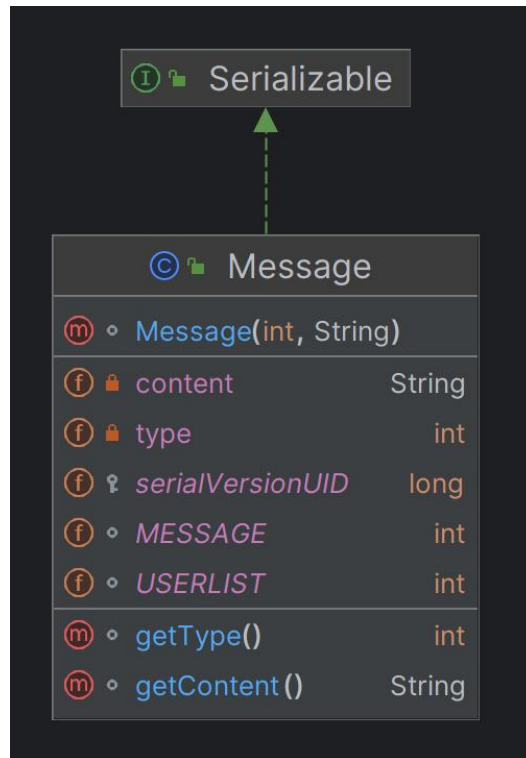 Serializable
Message
Message(int, String)
content String
type int
serialVersionUID long
MESSAGE int
USERLIST int
getType() int
getContent() String